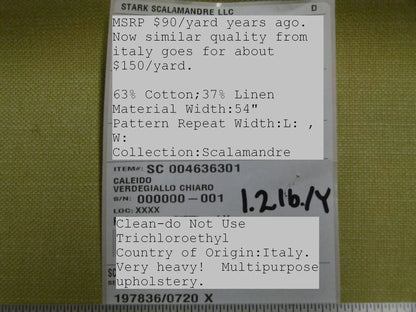 STARK SCALAMANDRE LLC D
MSRP $90/yard years ago.
Now similar quality from
italy goes for about
$150/yard.
63% Cotton;37% Linen
Material Width:54"
Pattern Repeat Width:L: ,
W:
Collection:Scalamandre
ITEM#: SC 004636301
CALEIDO
VERDEGIALLO CHIARO
S/N: 000000 — 001
LOC: XXXX
1.2 lb./Y
Clean-do Not Use
Trichloroethyl
Country of Origin:Italy.
Very heavy! Multipurpose
upholstery.
197836/0720 X